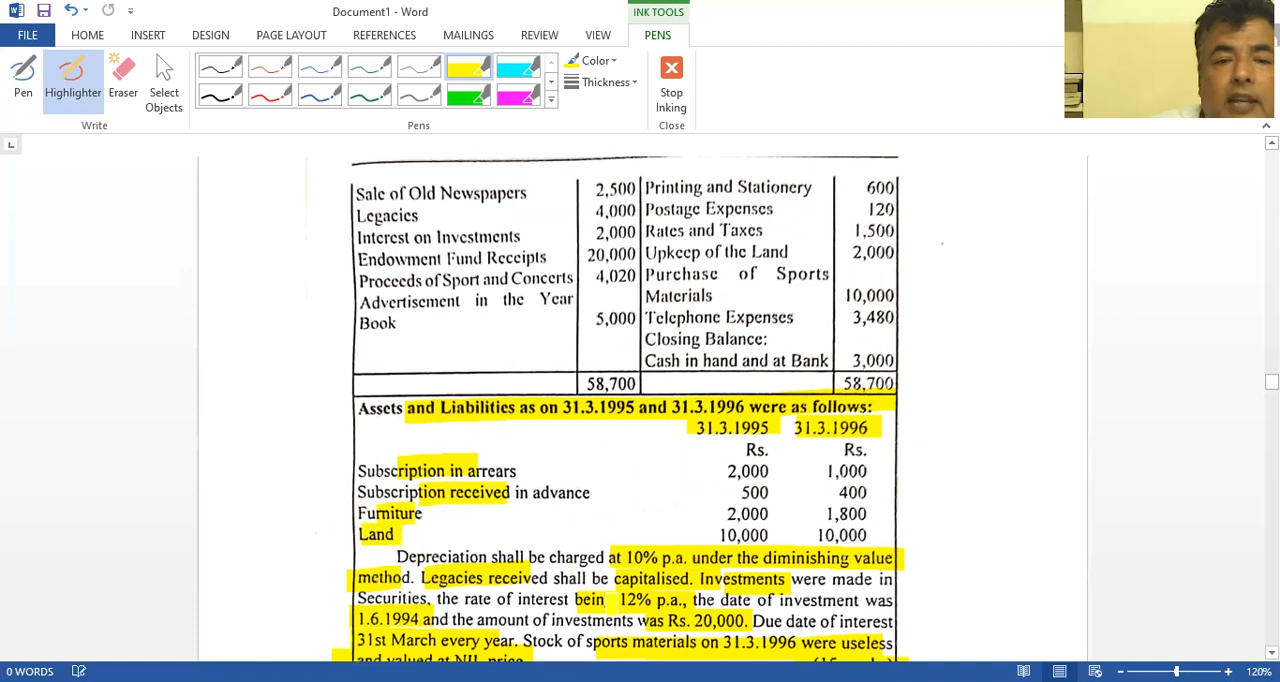 Document1 - Word
INK TOOLS
FILE HOME INSERT DESIGN PAGE LAYOUT REFERENCES MAILINGS REVIEW VIEW PENS
Pen Highlighter Eraser Select Objects
Color
Thickness
Stop Inking
Write Pens Close
Sale of Old Newspapers 2,500 Printing and Stationery 600
Legacies 4,000 Postage Expenses 120
Interest on Investments 2,000 Rates and Taxes 1,500
Endowment Fund Receipts 20,000 Upkeep of the Land 2,000
Proceeds of Sport and Concerts 4,020 Purchase of Sports
Advertisement in the Year Materials 10,000
Book 5,000 Telephone Expenses 3,480
Closing Balance:
Cash in hand and at Bank 3,000
58,700 58,700
Assets and Liabilities as on 31.3.1995 and 31.3.1996 were as follows:
31.3.1995 31.3.1996
Rs. Rs.
Subscription in arrears 2,000 1,000
Subscription received in advance 500 400
Furniture 2,000 1,800
Land 10,000 10,000
Depreciation shall be charged at 10% p.a. under the diminishing value
method. Legacies received shall be capitalised. Investments were made in
Securities, the rate of interest bein 12% p.a., the date of investment was
1.6.1994 and the amount of investments was Rs. 20,000. Due date of interest
31st March every year. Stock of sports materials on 31.3.1996 were useless
and valued at NIL price.
0 WORDS
120%